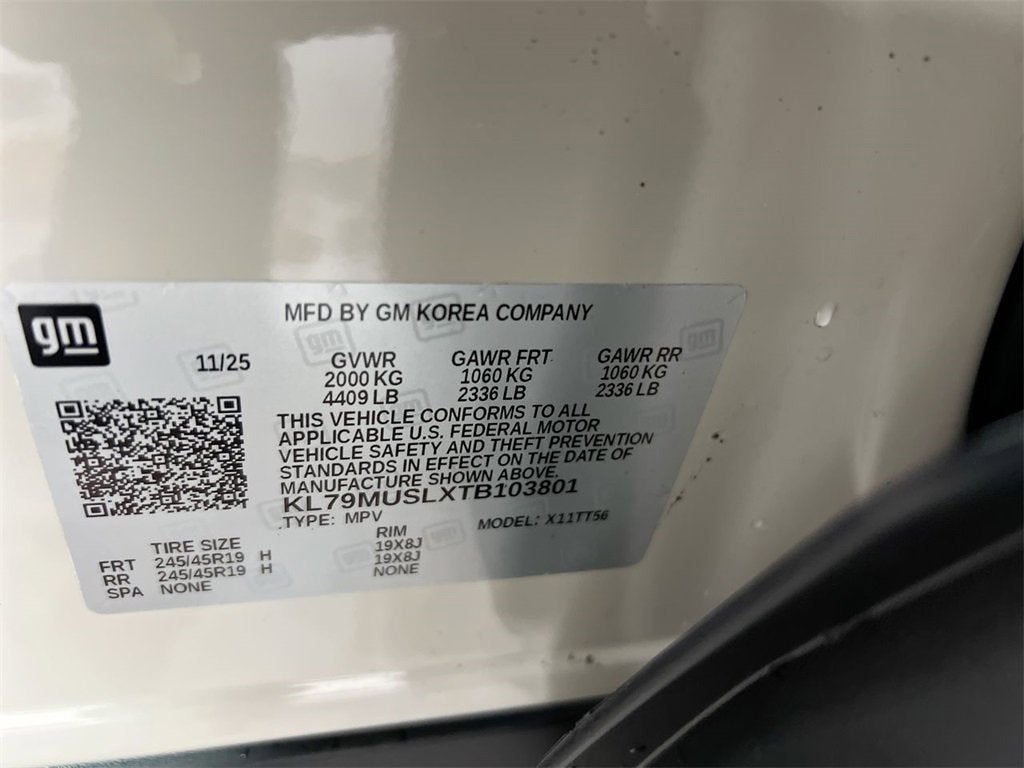 gm
MFD BY GM KOREA COMPANY
11/25
GVWR GAWR FRT GAWR RR
2000 KG 1060 KG 1060 KG
4409 LB 2336 LB 2336 LB
THIS VEHICLE CONFORMS TO ALL
APPLICABLE U.S. FEDERAL MOTOR
VEHICLE SAFETY AND THEFT PREVENTION
STANDARDS IN EFFECT ON THE DATE OF
MANUFACTURE SHOWN ABOVE.
KL79MUSLXTB103801
TYPE: MPV MODEL: X11TT56
TIRE SIZE RIM
FRT 245/45R19 H 19X8J
RR 245/45R19 H 19X8J
SPA NONE NONE